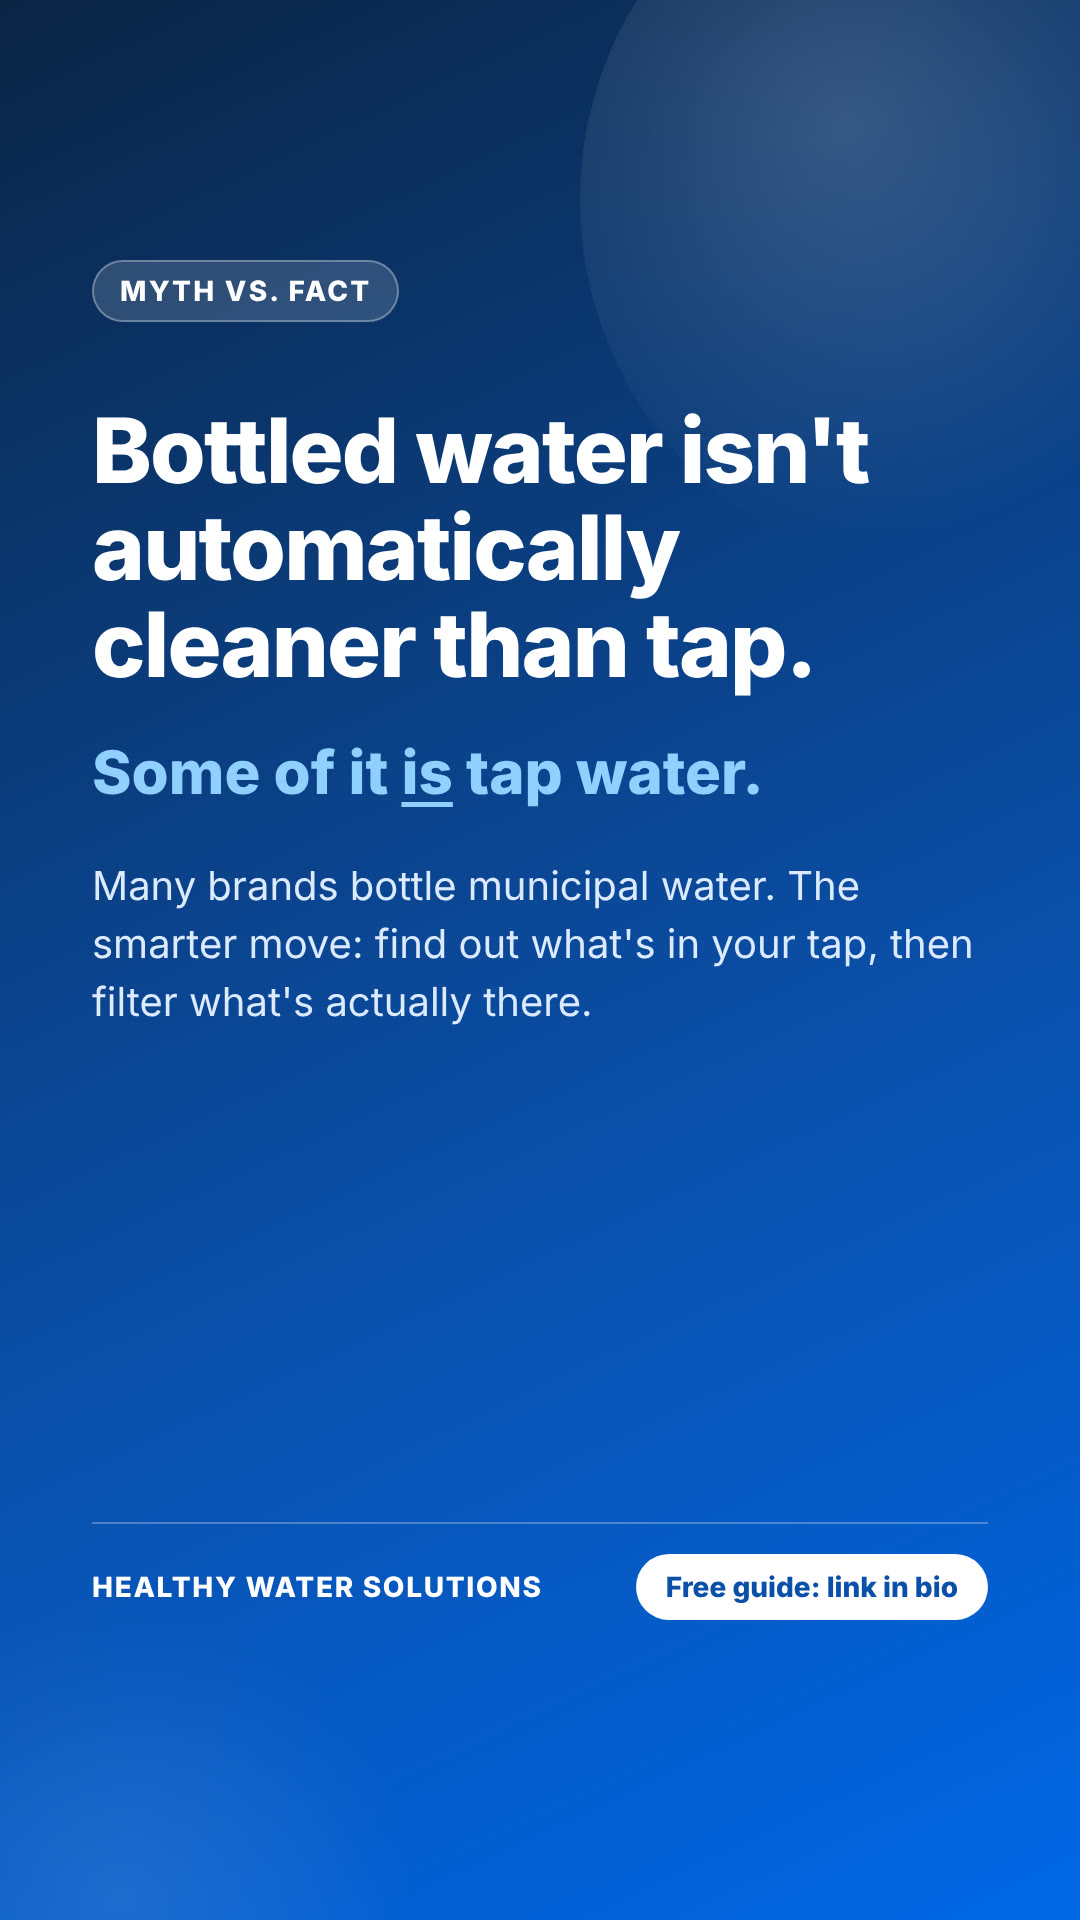 MYTH VS. FACT
Bottled water isn't
automatically
cleaner than tap.
Some of it is tap water.
Many brands bottle municipal water. The
smarter move: find out what's in your tap, then
filter what's actually there.
HEALTHY WATER SOLUTIONS
Free guide: link in bio